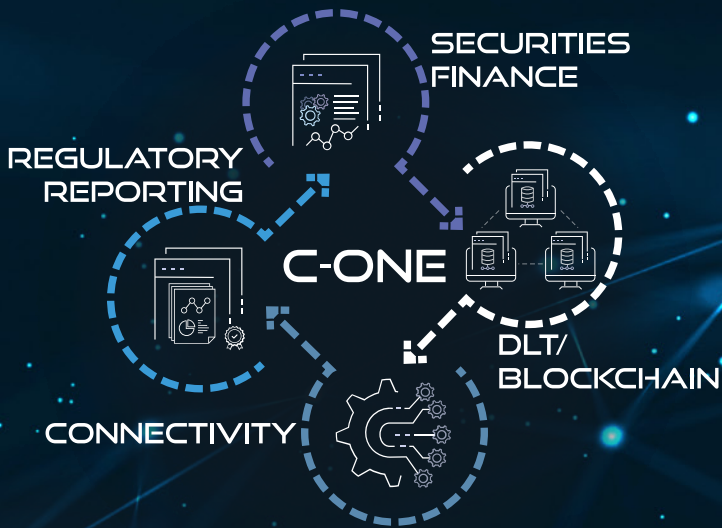 SECURITIES
FINANCE
REGULATORY
REPORTING
C-ONE
DLT/
BLOCKCHAIN
CONNECTIVITY